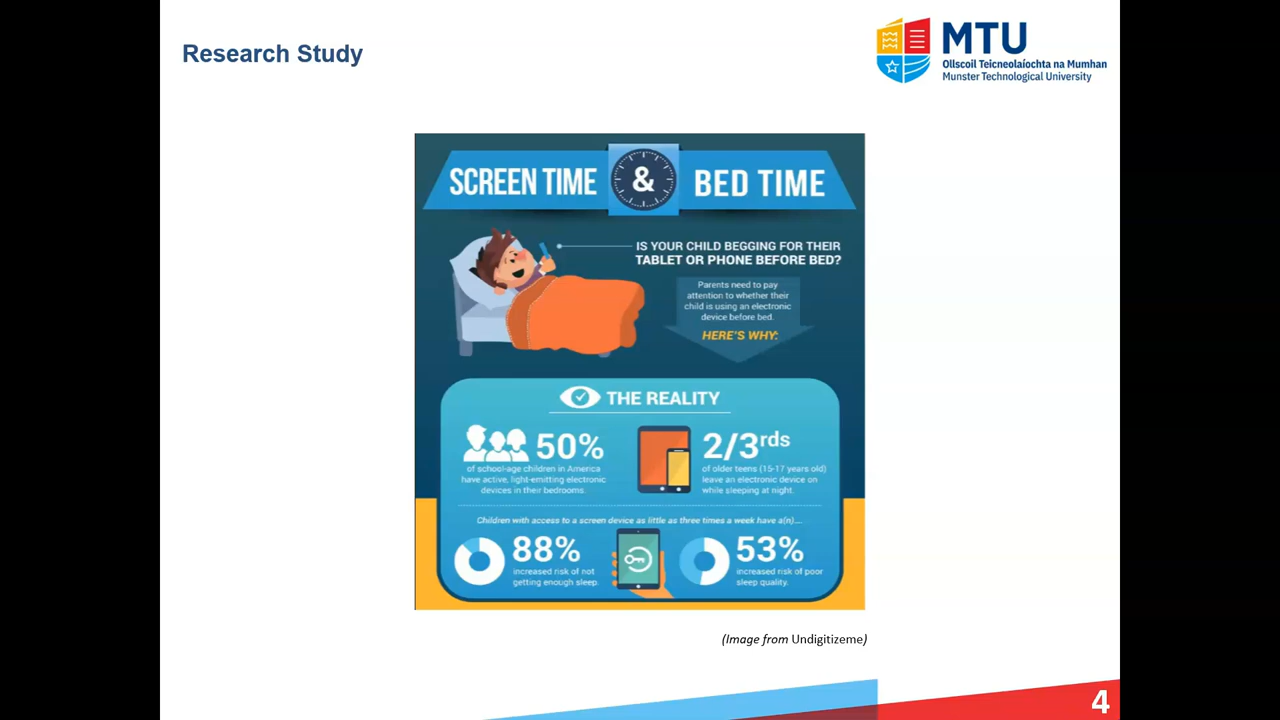 Research Study
MTU
Ollscoil Teicneolaíochta na Mumhan
Munster Technological University
SCREEN TIME & BED TIME
IS YOUR CHILD BEGGING FOR THEIR
TABLET OR PHONE BEFORE BED?
Parents need to pay
attention to whether their
child is using an electronic
device before bed.
HERE'S WHY:
THE REALITY
50%
of school-age children in America
have active, light-emitting electronic
devices in their bedrooms.
2/3rds
of older teens (15-17 years old)
leave an electronic device on
while sleeping at night.
Children with access to a screen device as little as three times a week have a(n)...
88%
increased risk of not
getting enough sleep.
53%
increased risk of poor
sleep quality.
(Image from Undigitizeme)
4